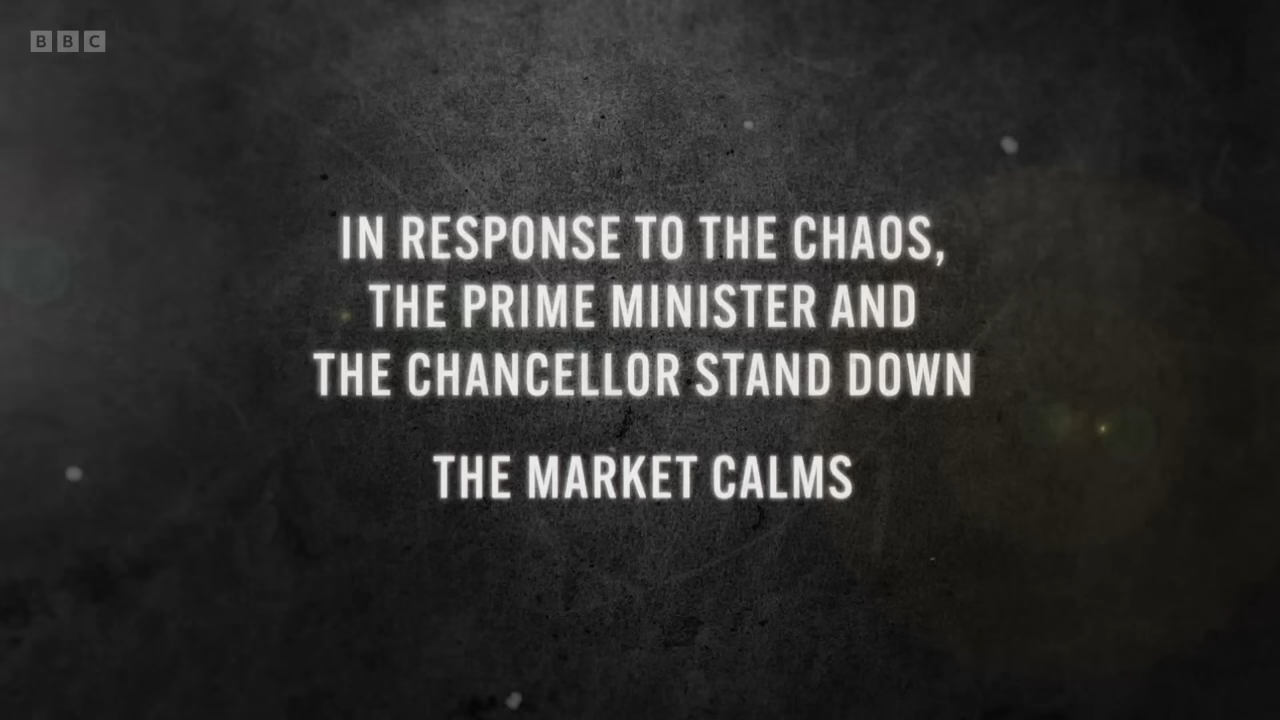 BBC
IN RESPONSE TO THE CHAOS,
THE PRIME MINISTER AND
THE CHANCELLOR STAND DOWN
THE MARKET CALMS